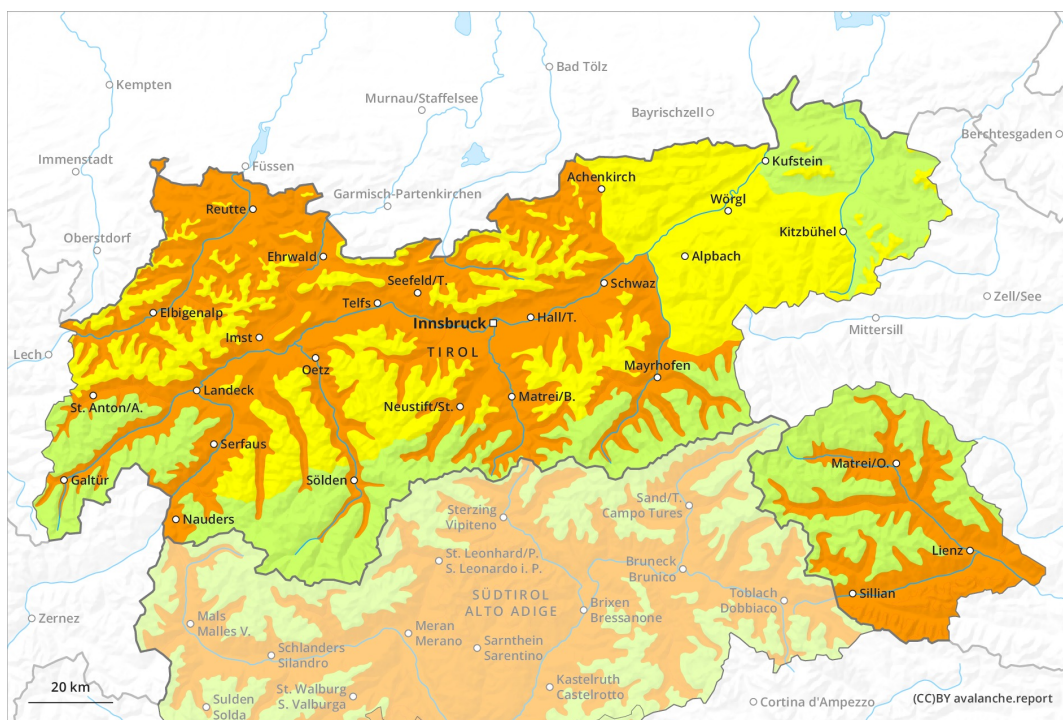 Kempten
Bad Tölz
Murnau/Staffelsee
Bayrischzell
Berchtesgaden
Immenstadt
Füssen
Kufstein
Garmisch-Partenkirchen
Achenkirch
Reutte
Wörgl
Oberstdorf
Kitzbühel
Ehrwald
Alpbach
Seefeld/T.
Schwaz
Zell/See
Telfs
Elbigenalp
Innsbruck
Hall/T.
Mittersill
Imst
Lech
TIROL
Oetz
Mayrhofen
Landeck
Matrei/B.
St. Anton/A.
Neustift/St.
Serfaus
Matrei/O.
Galtür
Sölden
Sand/T.
Campo Tures
Sterzing
Vipiteno
Nauders
Lienz
St. Leonhard/P.
S. Leonardo i. P.
Bruneck
Brunico
Sillian
SÜDTIROL
ALTO ADIGE
Toblach
Dobbiaco
Brixen
Bressanone
Zernez
Mals
Malles V.
Meran
Merano
Sarnthein
Sarentino
Schlanders
Silandro
20 km
St. Walburg
S. Valburga
Kastelruth
Castelrotto
Sulden
Solda
Cortina d'Ampezzo
(CC)BY avalanche.report